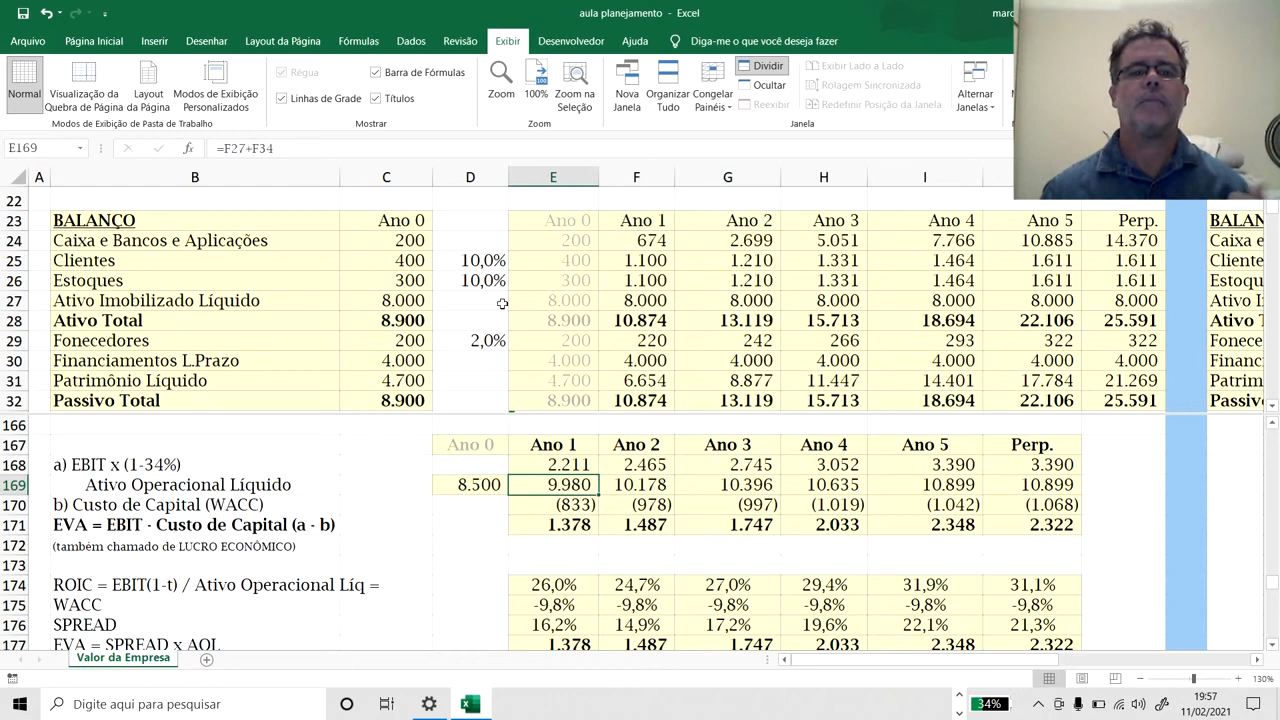 aula planejamento - Excel
marc
Arquivo Página Inicial Inserir Desenhar Layout da Página Fórmulas Dados Revisão Exibir Desenvolvedor Ajuda Diga-me o que você deseja fazer
Normal
Visualização da Quebra de Página
Layout da Página
Modos de Exibição Personalizados
Modos de Exibição de Pasta de Trabalho
Régua
Barra de Fórmulas
Linhas de Grade
Títulos
Mostrar
Zoom
100%
Zoom na Seleção
Zoom
Nova Janela
Organizar Tudo
Congelar Painéis
Dividir
Ocultar
Reexibir
Exibir Lado a Lado
Rolagem Sincronizada
Redefinir Posição da Janela
Janela
Alternar Janelas
E169
fx
=F27+F34
A B C D E F G H I
22
23 BALANÇO Ano 0 Ano 0 Ano 1 Ano 2 Ano 3 Ano 4 Ano 5 Perp. BALAN
24 Caixa e Bancos e Aplicações 200 200 674 2.699 5.051 7.766 10.885 14.370 Caixa e
25 Clientes 400 10,0% 400 1.100 1.210 1.331 1.464 1.611 1.611 Cliente
26 Estoques 300 10,0% 300 1.100 1.210 1.331 1.464 1.611 1.611 Estoqu
27 Ativo Imobilizado Líquido 8.000 8.000 8.000 8.000 8.000 8.000 8.000 8.000 Ativo I
28 Ativo Total 8.900 8.900 10.874 13.119 15.713 18.694 22.106 25.591 Ativo T
29 Fonecedores 200 2,0% 200 220 242 266 293 322 322 Fonece
30 Financiamentos L.Prazo 4.000 4.000 4.000 4.000 4.000 4.000 4.000 4.000 Financi
31 Patrimônio Líquido 4.700 4.700 6.654 8.877 11.447 14.401 17.784 21.269 Patrim
32 Passivo Total 8.900 8.900 10.874 13.119 15.713 18.694 22.106 25.591 Passiv
166
167 Ano 0 Ano 1 Ano 2 Ano 3 Ano 4 Ano 5 Perp.
168 a) EBIT x (1-34%) 2.211 2.465 2.745 3.052 3.390 3.390
169 Ativo Operacional Líquido 8.500 9.980 10.178 10.396 10.635 10.899 10.899
170 b) Custo de Capital (WACC) (833) (978) (997) (1.019) (1.042) (1.068)
171 EVA = EBIT - Custo de Capital (a - b) 1.378 1.487 1.747 2.033 2.348 2.322
172 (também chamado de LUCRO ECONÔMICO)
173
174 ROIC = EBIT(1-t) / Ativo Operacional Líq = 26,0% 24,7% 27,0% 29,4% 31,9% 31,1%
175 WACC -9,8% -9,8% -9,8% -9,8% -9,8% -9,8%
176 SPREAD 16,2% 14,9% 17,2% 19,6% 22,1% 21,3%
177 EVA = SPREAD x AOL 1.378 1.487 1.747 2.033 2.348 2.322
Valor da Empresa
130%
Digite aqui para pesquisar
34%
19:57
11/02/2021